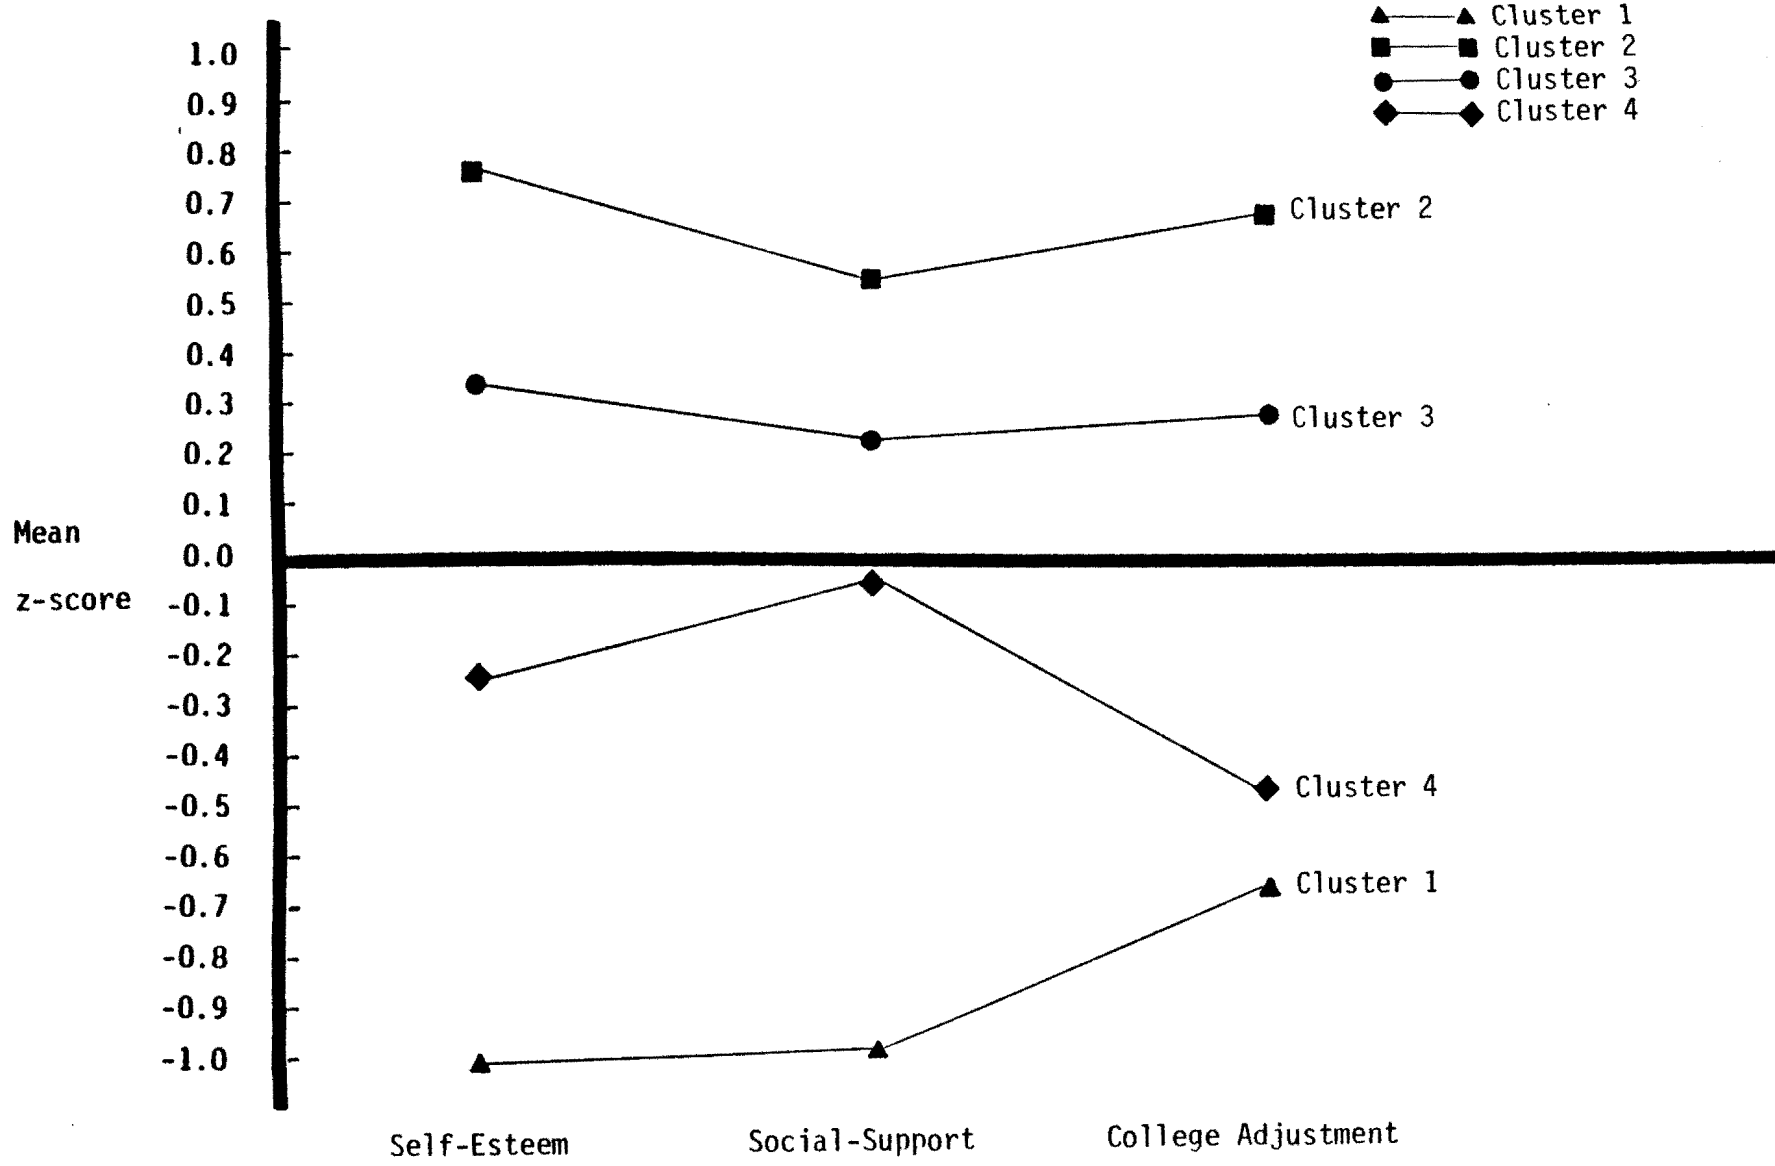 Cluster 1
Cluster 2
Cluster 3
Cluster 4
1.0
0.9
0.8
0.7
0.6
0.5
0.4
0.3
0.2
0.1
0.0
-0.1
-0.2
-0.3
-0.4
-0.5
-0.6
-0.7
-0.8
-0.9
-1.0
Mean
z-score
Cluster 2
Cluster 3
Cluster 4
Cluster 1
Self-Esteem
Social-Support
College Adjustment